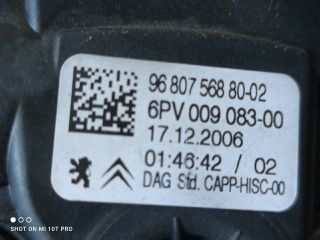 96 807 568 80-02
6PV 009 083-00
17.12.2006
01:46:42 / 02
DAG Std. CAPP-HISC-00
SHOT ON MI 10T PRO